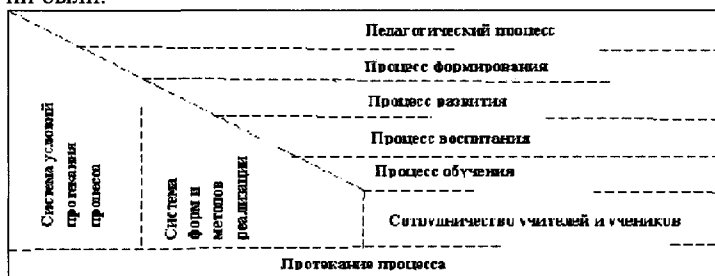 Педагогический процесс
Процесс формирования
Процесс развития
Процесс воспитания
Процесс обучения
Сотрудничество учителей и учеников
Система условий
протекания
процесса
Система
форм и
методов
реализации
Протекание процесса